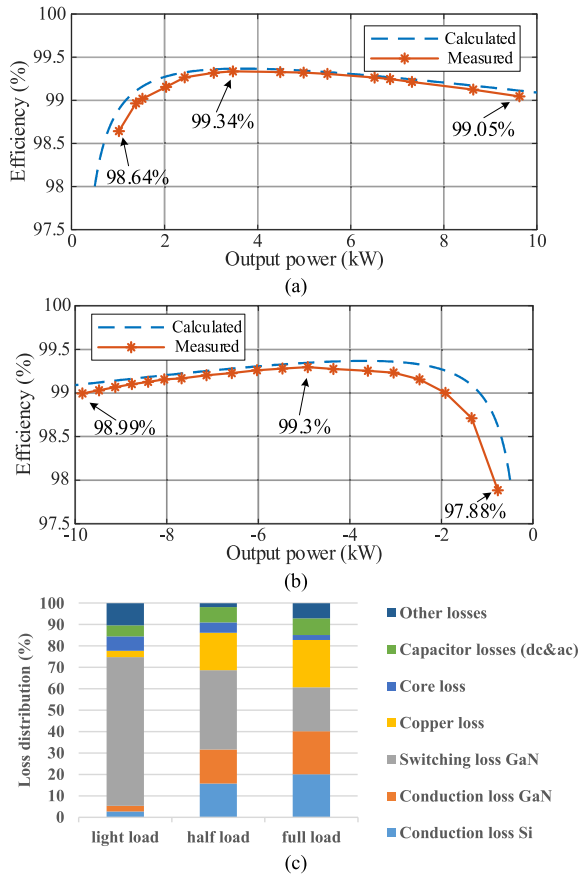 (a)
100
99.5
99
98.5
98
97.5
Efficiency (%)
Calculated
Measured
98.64%
99.34%
99.05%
0 2 4 6 8 10
Output power (kW)
(a)
100
99.5
99
98.5
98
97.5
Efficiency (%)
Calculated
Measured
98.99%
99.3%
97.88%
-10 -8 -6 -4 -2 0
Output power (kW)
(b)
100
90
80
70
60
50
40
30
20
10
0
Loss distribution (%)
light load half load full load
Other losses
Capacitor losses (dc&ac)
Core loss
Copper loss
Switching loss GaN
Conduction loss GaN
Conduction loss Si
(c)